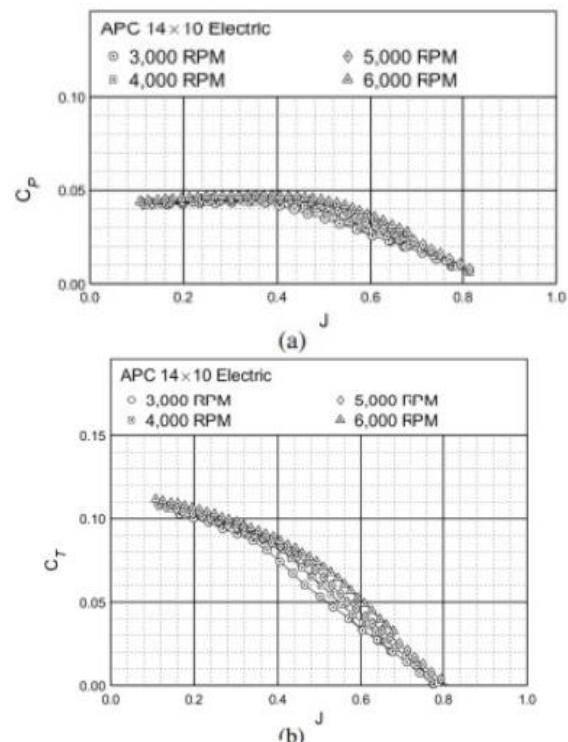 APC 14×10 Electric
3,000 RPM 5,000 RPM
4,000 RPM 6,000 RPM
0.10
0.05
0.00
C_P
0.0 0.2 0.4 0.6 0.8 1.0
J
(a)
APC 14×10 Electric
3,000 RPM 5,000 RPM
4,000 RPM 6,000 RPM
0.15
0.10
0.05
0.00
C_T
0.0 0.2 0.4 0.6 0.8 1.0
J
(b)